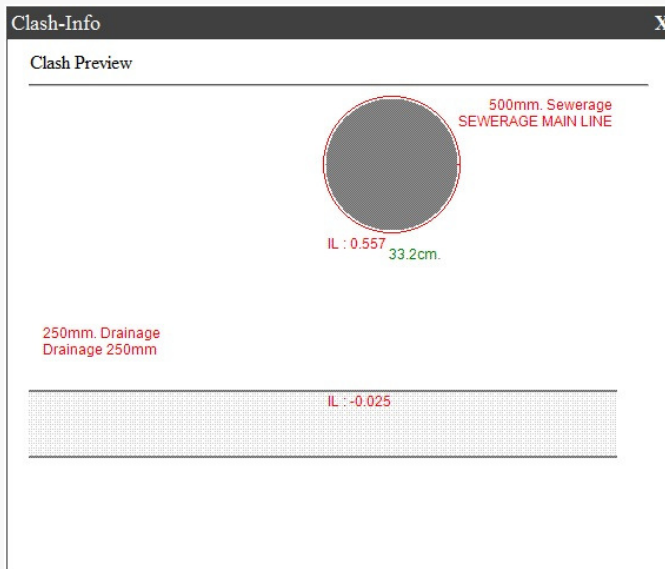 Clash-Info X
Clash Preview
500mm. Sewerage
SEWERAGE MAIN LINE
IL : 0.557
33.2cm.
250mm. Drainage
Drainage 250mm
IL : -0.025